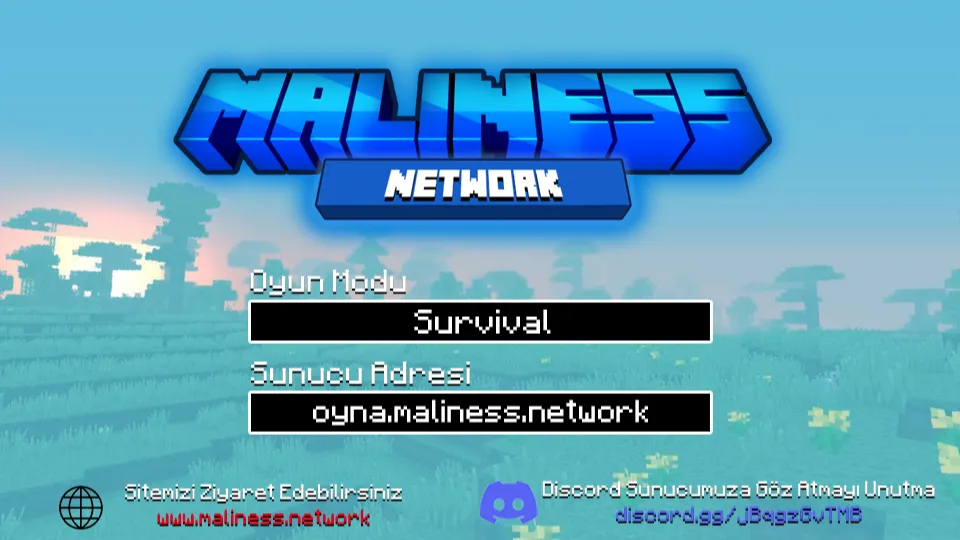 MALINESS
NETWORK
Oyun Modu
Survival
Sunucu Adresi
oyna.maliness.network
Sitemizi Ziyaret Edebilirsiniz
www.maliness.network
Discord Sunucumuza Göz Atmayı Unutma
discord.gg/jBqgzGvTMB